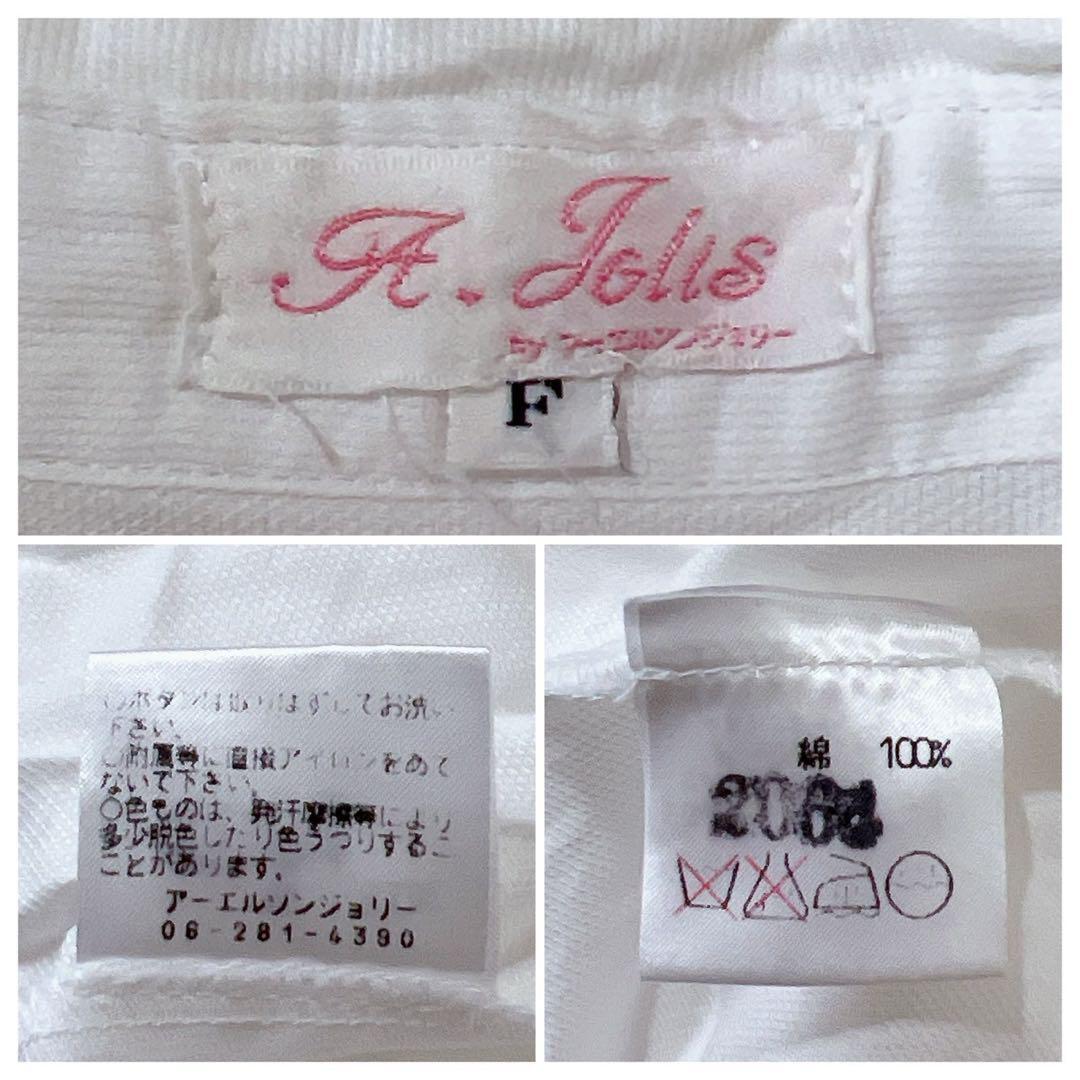 A. Jolis
by アーエルソンジョリー
F
○ボタンは取りはずしてお洗い
下さい。
○附属等に直接アイロンをあて
ないで下さい。
○色ものは、発汗摩擦等により
多少脱色したり色うつりするこ
とがあります。
アーエルソンジョリー
06-281-4390
綿 100%
2064